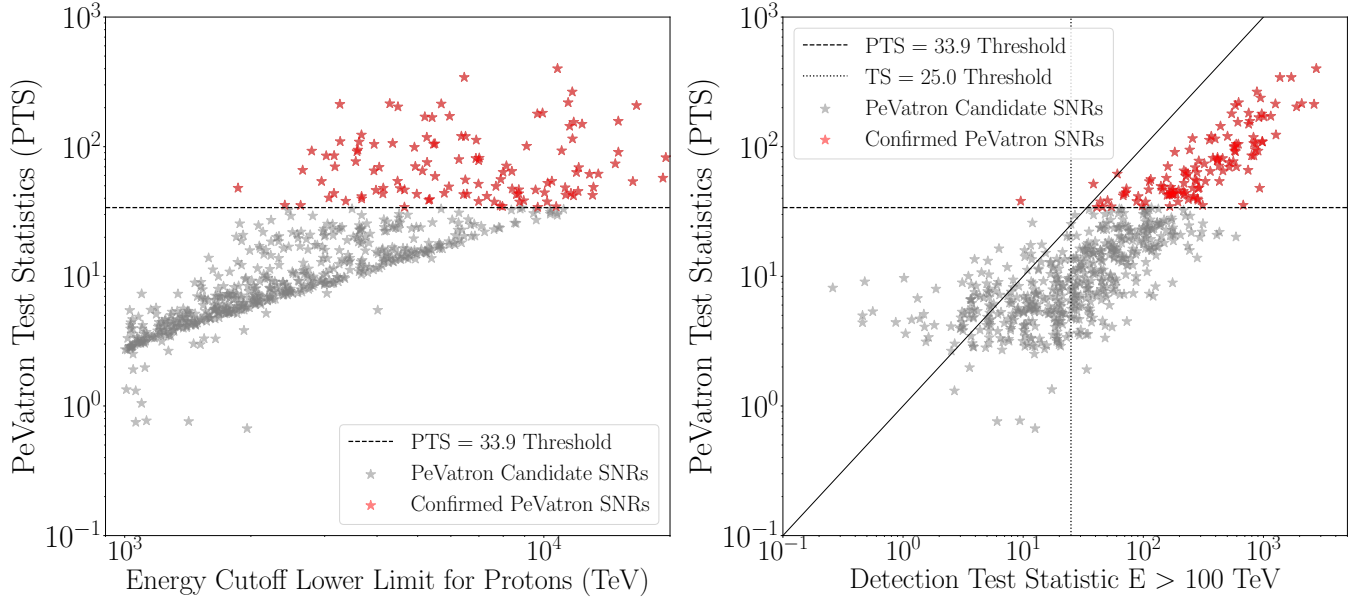 PeVatron Test Statistics (PTS)
10^3
10^2
10^1
10^0
10^{-1}
PTS = 33.9 Threshold
PeVatron Candidate SNRs
Confirmed PeVatron SNRs
10^3
10^4
Energy Cutoff Lower Limit for Protons (TeV)
PeVatron Test Statistics (PTS)
10^3
10^2
10^1
10^0
10^{-1}
PTS = 33.9 Threshold
TS = 25.0 Threshold
PeVatron Candidate SNRs
Confirmed PeVatron SNRs
10^{-1}
10^0
10^1
10^2
10^3
Detection Test Statistic E > 100 TeV